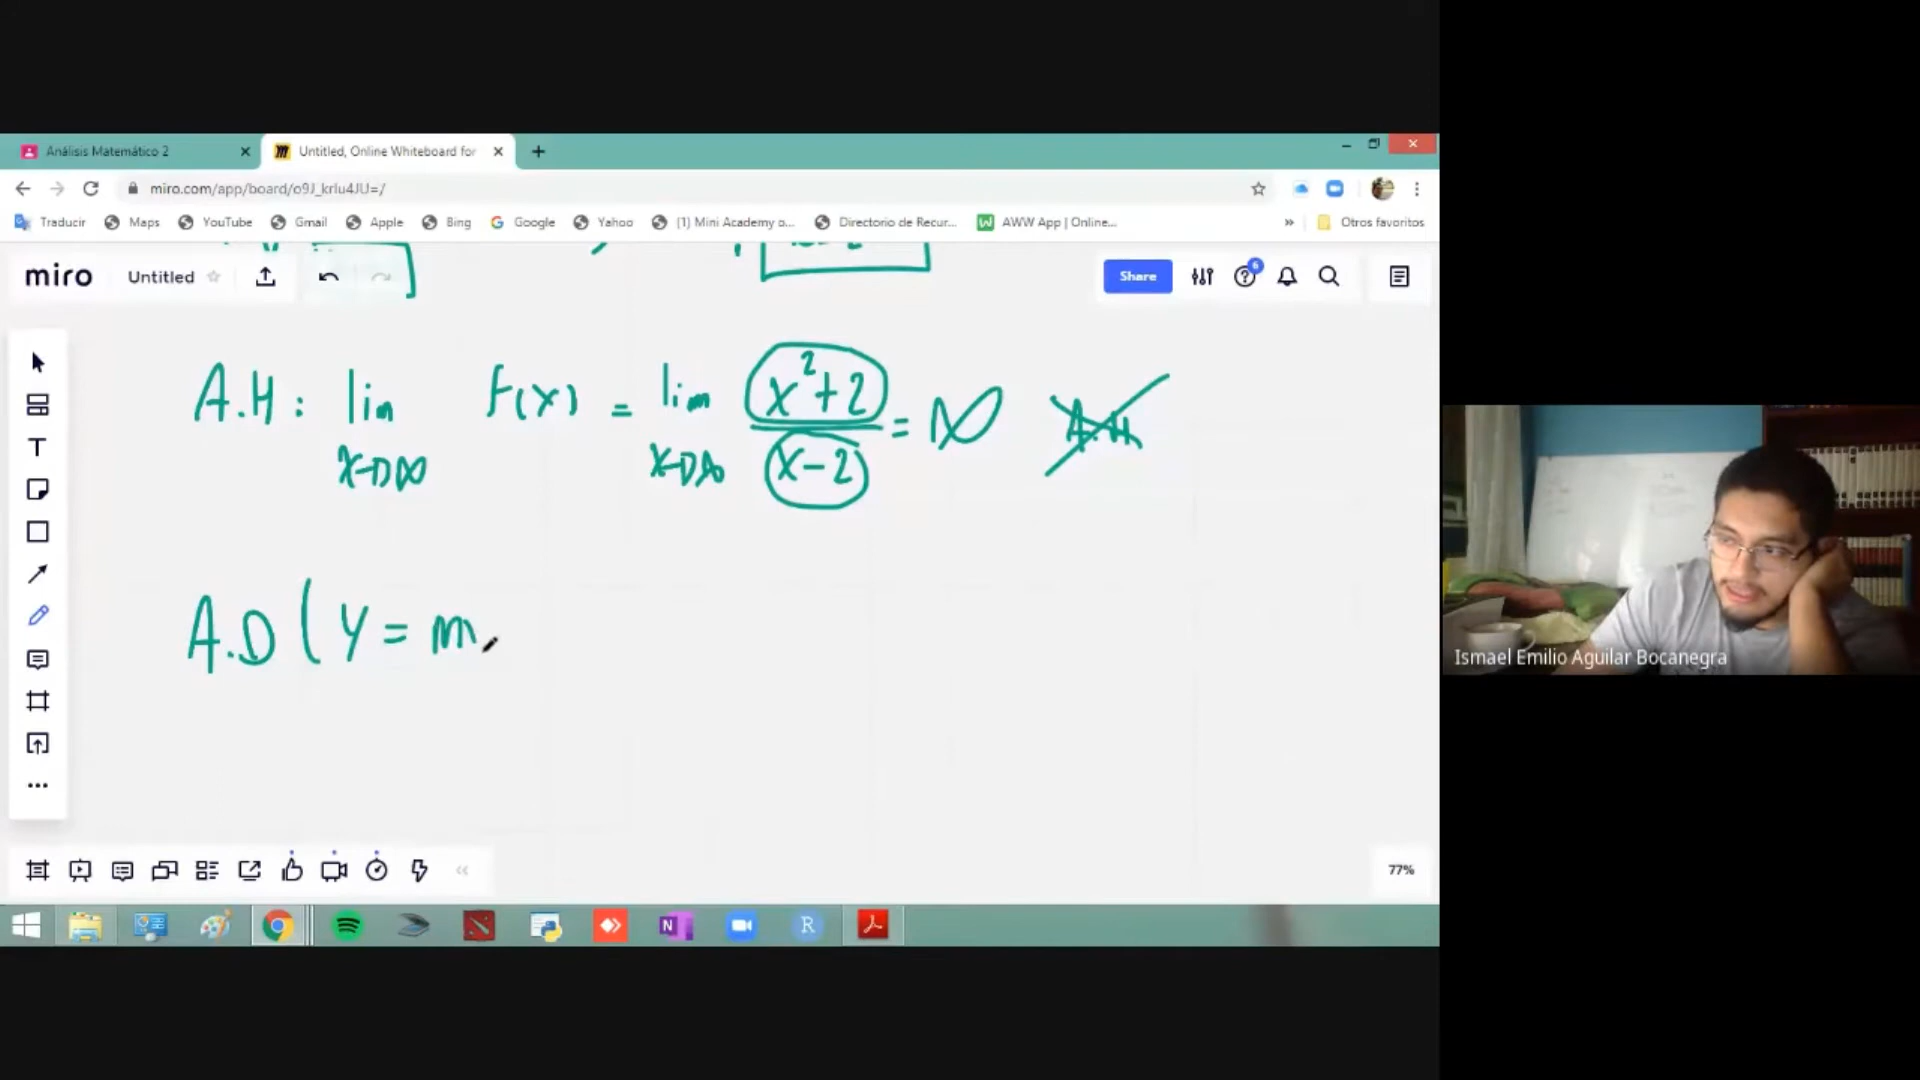 Análisis Matemático 2
Untitled, Online Whiteboard for
miro.com/app/board/o9J_krIu4JU=/
Traducir Maps YouTube Gmail Apple Bing Google Yahoo (1) Mini Academy o... Directorio de Recur... AWW App | Online... » Otros favoritos
miro Untitled Share 6
A.H : lim F(x) = lim x²+2 = ∞ A.H
x→∞ x→∞ x-2
A.D ( Y = m
Ismael Emilio Aguilar Bocanegra
77%